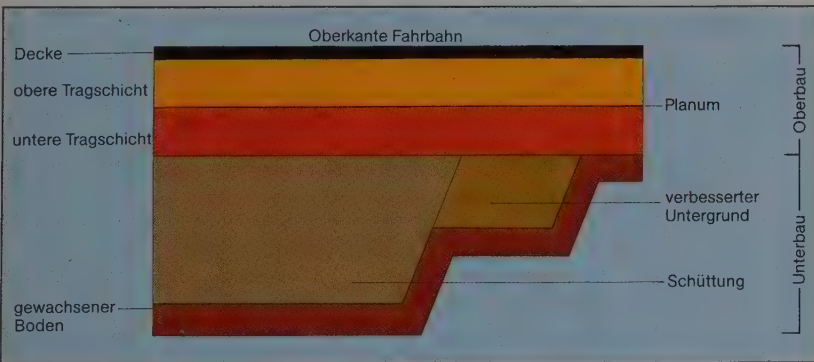 Oberkante Fahrbahn
Decke
obere Tragschicht
untere Tragschicht
gewachsener
Boden
Planum
verbesserter
Untergrund
Schüttung
Oberbau
Unterbau